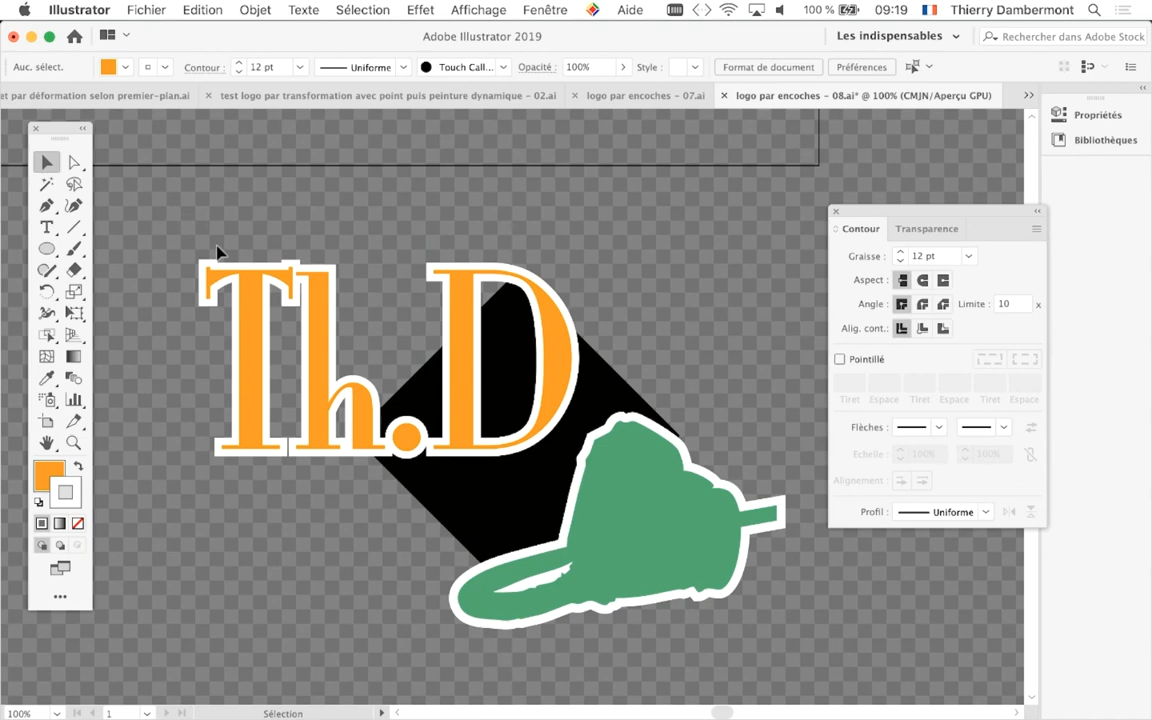 Illustrator Fichier Edition Objet Texte Sélection Effet Affichage Fenêtre Aide 100 % 09:19 Thierry Dambermont
Adobe Illustrator 2019 Les indispensables Rechercher dans Adobe Stock
Auc. sélect. Contour : 12 pt Uniforme Touch Call... Opacité : 100% Style : Format de document Préférences
et par déformation selon premier-plan.ai test logo par transformation avec point puis peinture dynamique - 02.ai logo par encoches - 07.ai logo par encoches - 08.ai* @ 100% (CMJN/Aperçu GPU)
Propriétés
Bibliothèques
Contour Transparence
Graisse : 12 pt
Aspect :
Angle : Limite : 10 x
Alig. cont. :
Pointillé
Tiret Espace Tiret Espace Tiret Espace
Flèches :
Echelle : 100% 100%
Alignement :
Profil : Uniforme
Th.D
100% 1 Sélection